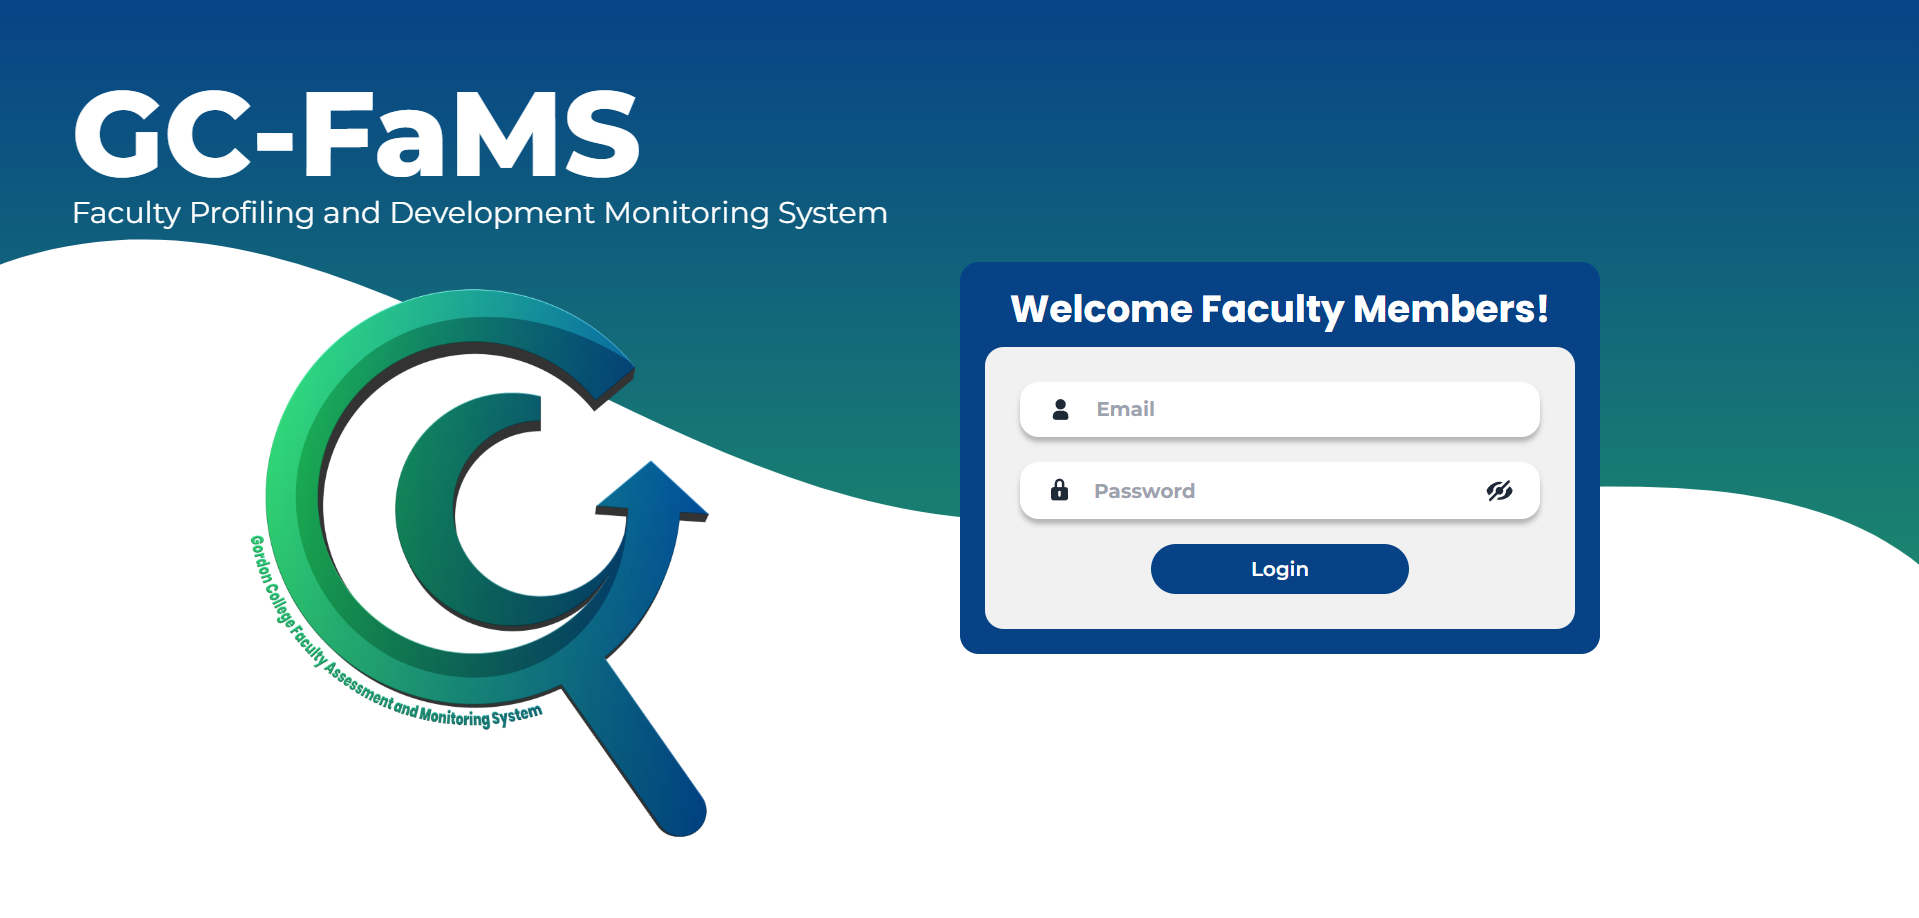 GC-FaMS
Faculty Profiling and Development Monitoring System
Welcome Faculty Members!
Email
Password
Login
Gordon College Faculty Assessment and Monitoring System